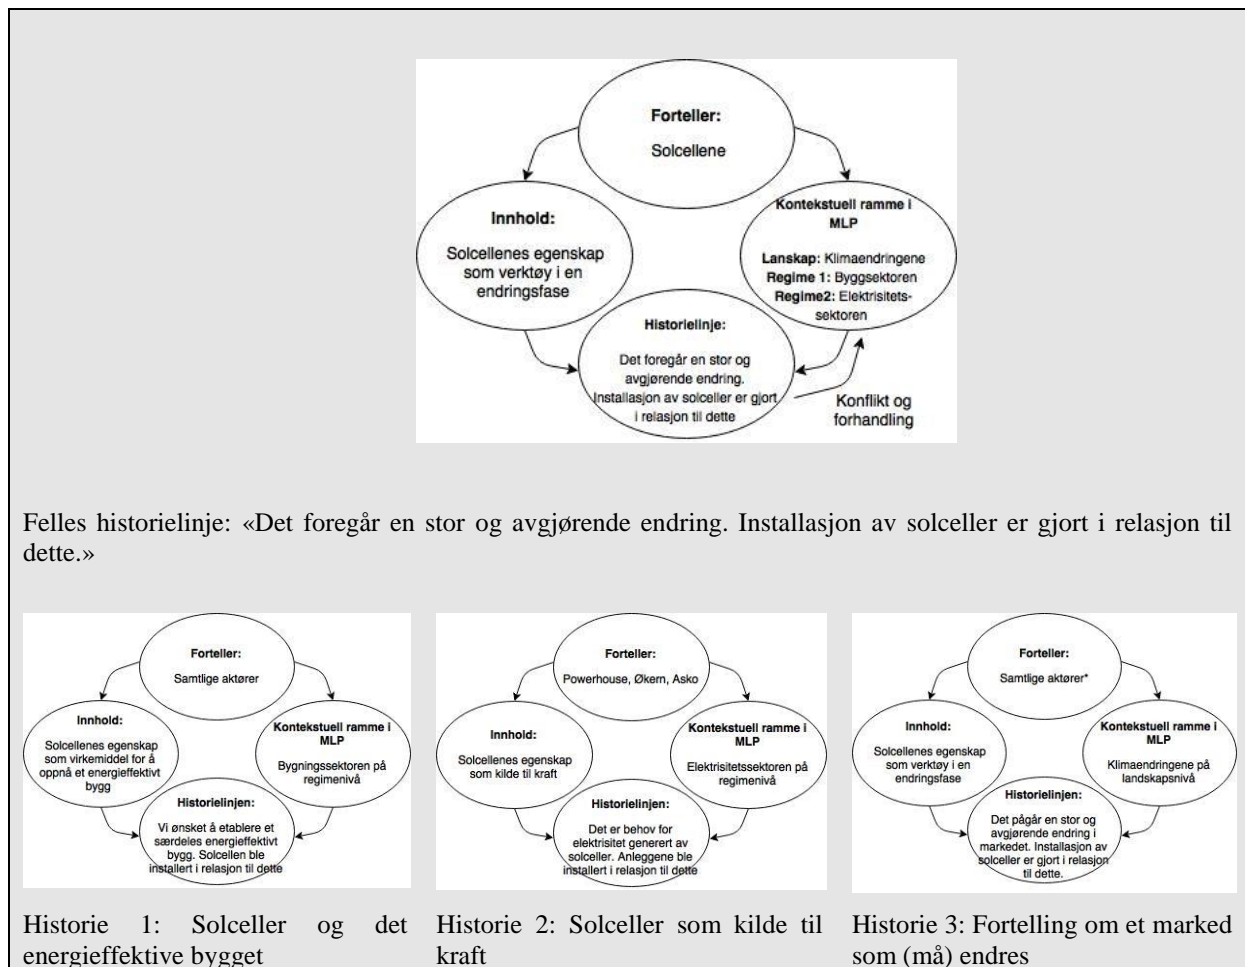 Forteller:
Solcellene
Innhold:
Solcellenes egenskap
som verktøy i en
endringsfase
Kontekstuell ramme i
MLP
Lanskap: Klimaendringene
Regime 1: Byggsektoren
Regime2: Elektrisitets-
sektoren
Historielinje:
Det foregår en stor og
avgjørende endring.
Installasjon av solceller er gjort
i relasjon til dette
Konflikt og
forhandling
Felles historielinje: «Det foregår en stor og avgjørende endring. Installasjon av solceller er gjort i relasjon til
dette.»
Forteller:
Samtlige aktører
Innhold:
Solcellenes egenskap
som virkemiddel for å
oppnå et energieffektivt
bygg
Kontekstuell ramme i
MLP
Bygningssektoren på
regimenivå
Historielinjen:
Vi ønsket å etablere et
særdeles energieffektivt
bygg. Solcellen ble
installert i relasjon til dette
Historie 1: Solceller og det
energieffektive bygget
Forteller:
Powerhouse, Økern, Asko
Innhold:
Solcellenes egenskap
som kilde til kraft
Kontekstuell ramme i
MLP
Elektrisitetssektoren på
regimenivå
Historielinjen:
Det er behov for
elektrisitet generert av
solceller. Anleggene ble
installert i relasjon til dette
Historie 2: Solceller som kilde til
kraft
Forteller:
Samtlige aktører*
Innhold:
Solcellenes egenskap
som verktøy i en
endringsfase
Kontekstuell ramme i
MLP
Klimaendringene på
landskapsnivå
Historielinjen:
Det pågår en stor og
avgjørende endring i
markedet. Installasjon av
solceller er gjort i relasjon
til dette.
Historie 3: Fortelling om et marked
som (må) endres